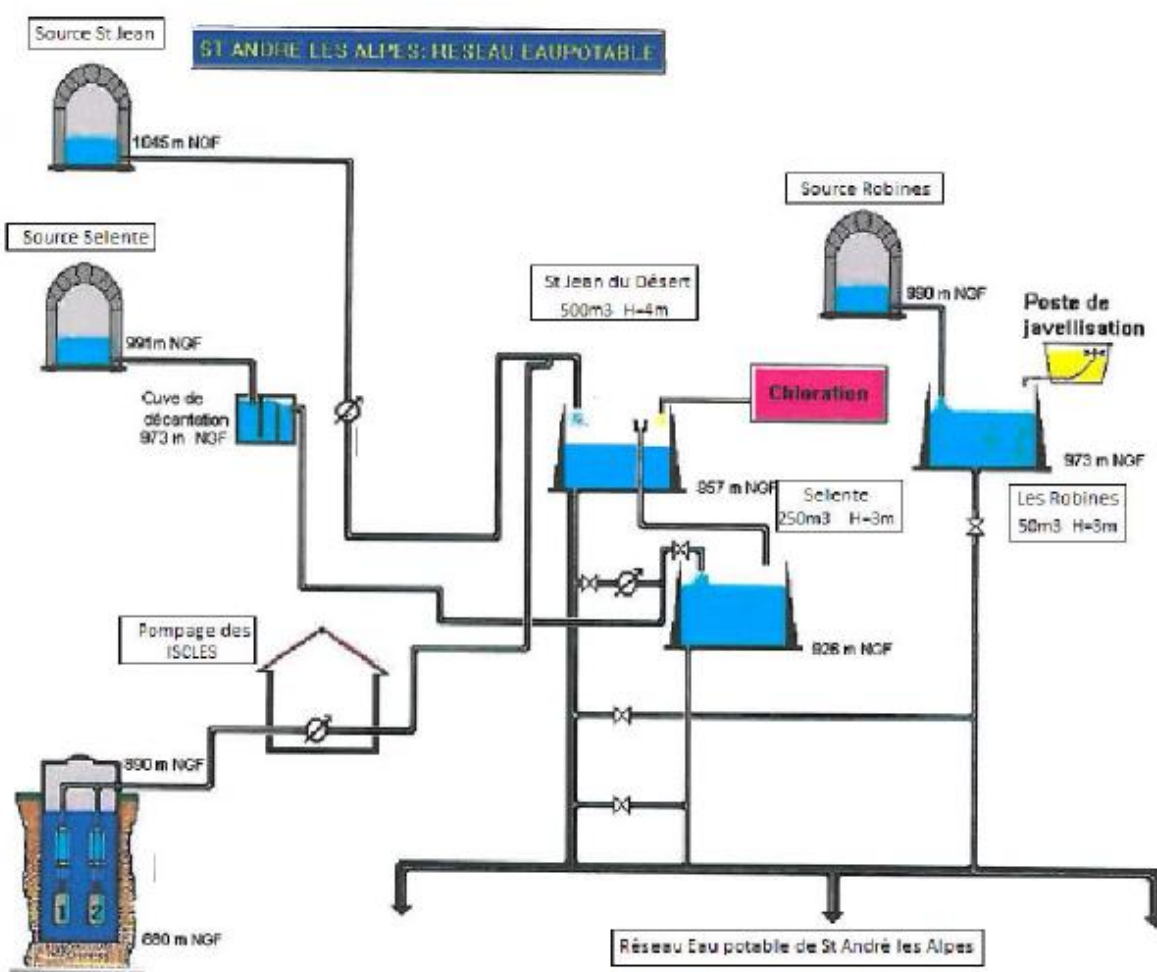 Source St Jean
ST ANDRE LES ALPES: RESEAU EAUPOTABLE
1045 m NGF
Source Robines
Source Selente
990 m NGF
St Jean du Désert
500m3 H=4m
Poste de
javellisation
991m NGF
Chloration
Cuve de
décantation
973 m NGF
973 m NGF
957 m NGF
Selente
250m3 H=3m
Les Robines
50m3 H=3m
Pompage des
ISCLES
926 m NGF
890 m NGF
1 2
880 m NGF
Réseau Eau potable de St André les Alpes